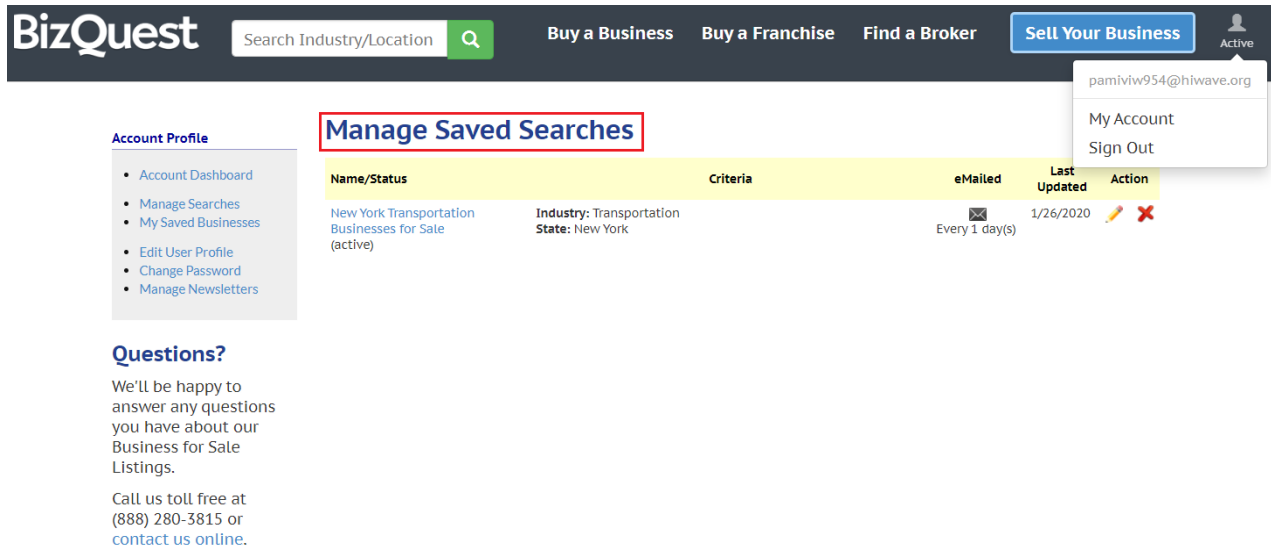 BizQuest
Search Industry/Location
Buy a Business
Buy a Franchise
Find a Broker
Sell Your Business
Active
pamiviw954@hiwave.org
My Account
Sign Out
Account Profile
Account Dashboard
Manage Searches
My Saved Businesses
Edit User Profile
Change Password
Manage Newsletters
Manage Saved Searches
Name/Status Criteria eMailed Last Updated Action
New York Transportation
Businesses for Sale
(active)
Industry: Transportation
State: New York
Every 1 day(s)
1/26/2020
Questions?
We'll be happy to
answer any questions
you have about our
Business for Sale
Listings.
Call us toll free at
(888) 280-3815 or
contact us online.